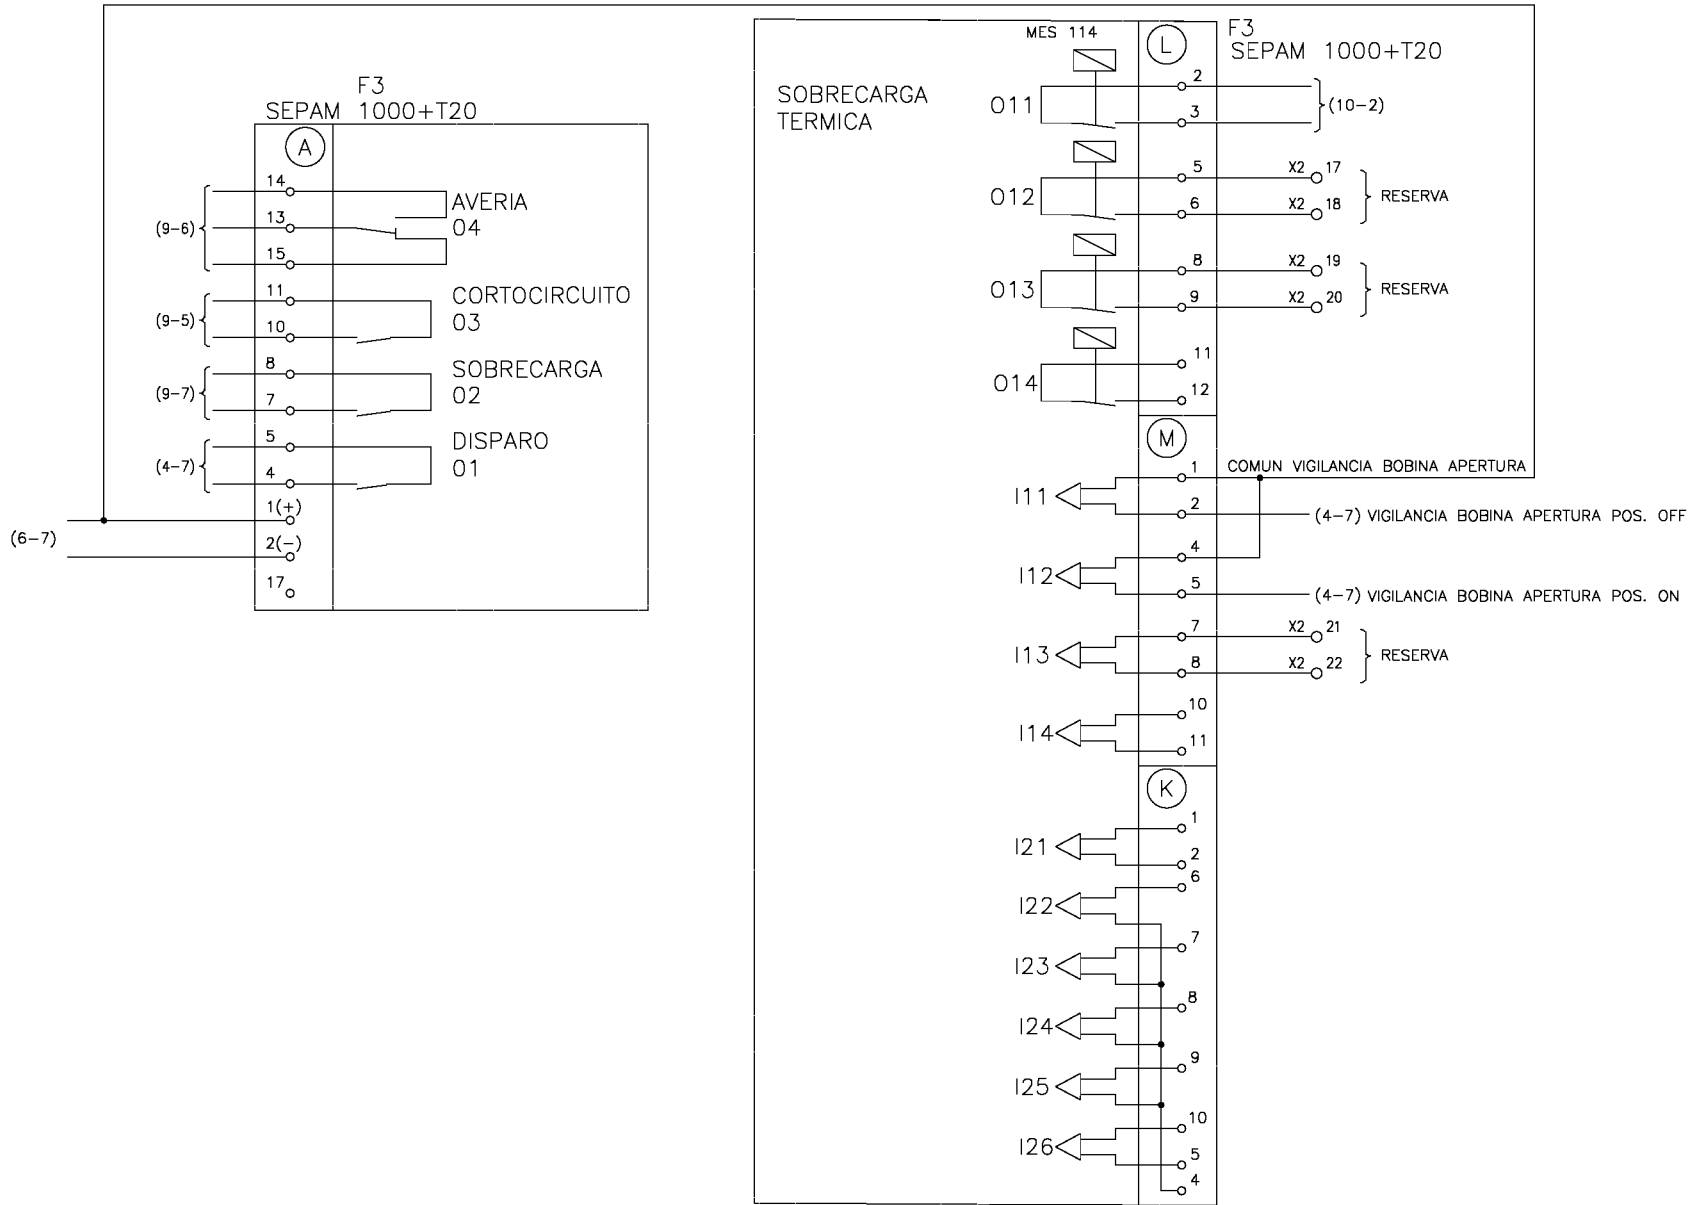 F3
SEPAM 1000+T20
A
14
AVERIA
13
04
(9-6)
15
11
CORTOCIRCUITO
(9-5)
10
03
8
SOBRECARGA
(9-7)
7
02
5
DISPARO
(4-7)
4
01
1(+)
(6-7)
2(-)
17
MES 114
L
F3
SEPAM 1000+T20
SOBRECARGA
TERMICA
O11
2
3
(10-2)
O12
5
X2 17
6
X2 18
RESERVA
O13
8
X2 19
9
X2 20
RESERVA
O14
11
12
M
I11
1
COMUN VIGILANCIA BOBINA APERTURA
2
(4-7) VIGILANCIA BOBINA APERTURA POS. OFF
I12
4
5
(4-7) VIGILANCIA BOBINA APERTURA POS. ON
I13
7
X2 21
8
X2 22
RESERVA
I14
10
11
K
I21
1
2
I22
6
I23
7
I24
8
I25
9
I26
10
5
4